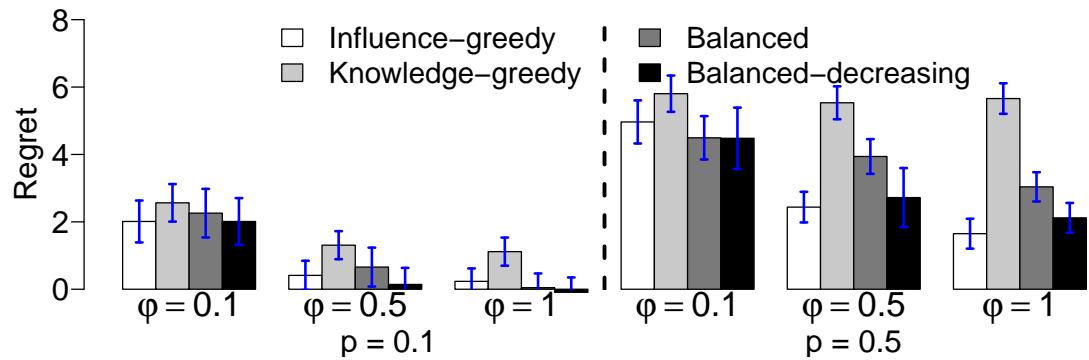 8
6
4
2
0
Regret
Influence−greedy
Knowledge−greedy
Balanced
Balanced−decreasing
φ = 0.1
φ = 0.5
φ = 1
φ = 0.1
φ = 0.5
φ = 1
p = 0.1
p = 0.5